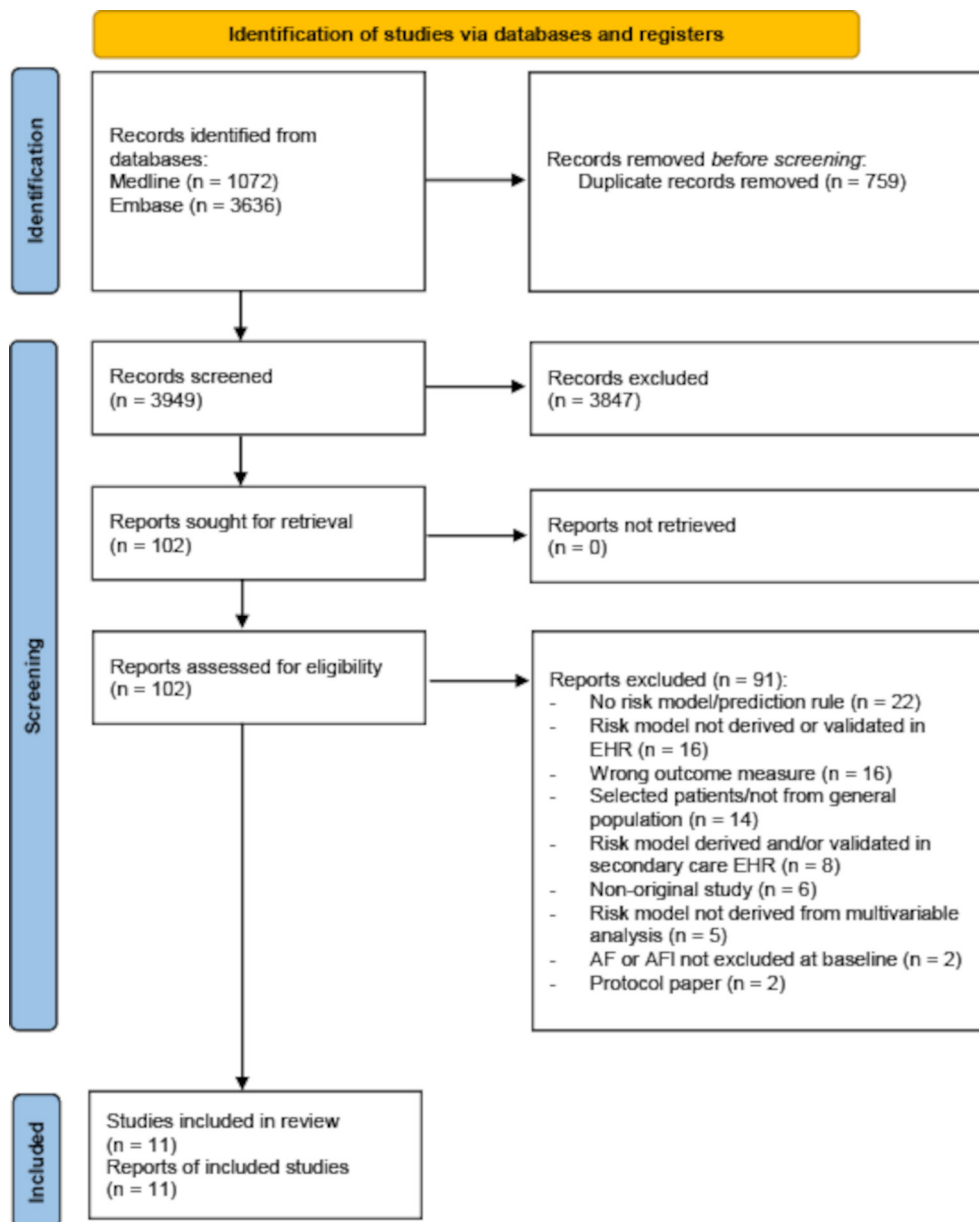 Identification of studies via databases and registers
Identification
Records identified from
databases:
Medline (n = 1072)
Embase (n = 3636)
Records removed before screening:
Duplicate records removed (n = 759)
Screening
Records screened
(n = 3949)
Records excluded
(n = 3847)
Reports sought for retrieval
(n = 102)
Reports not retrieved
(n = 0)
Reports assessed for eligibility
(n = 102)
Reports excluded (n = 91):
- No risk model/prediction rule (n = 22)
- Risk model not derived or validated in
EHR (n = 16)
- Wrong outcome measure (n = 16)
- Selected patients/not from general
population (n = 14)
- Risk model derived and/or validated in
secondary care EHR (n = 8)
- Non-original study (n = 6)
- Risk model not derived from multivariable
analysis (n = 5)
- AF or AFl not excluded at baseline (n = 2)
- Protocol paper (n = 2)
Included
Studies included in review
(n = 11)
Reports of included studies
(n = 11)